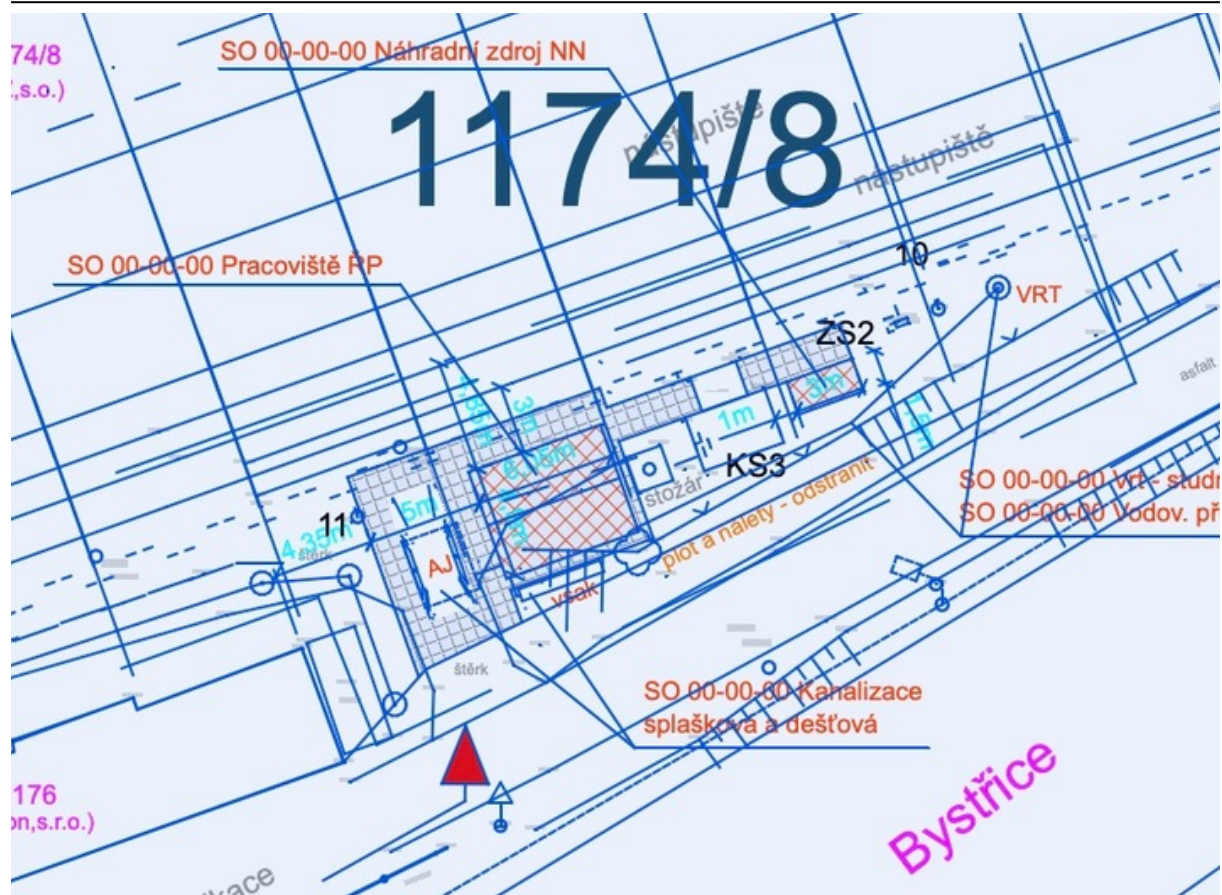 74/8
SO 00-00-00 Náhradní zdroj NN
,s.o.)
1174/8
nástupiště
nástupiště
10
SO 00-00-00 Pracoviště PP
VRT
ZS2
asfalt
3m
3m
1m
KS3
stožár
SO 00-00-00 Vrt - studn
SO 00-00-00 Vodov. př
plot a nálety - odstranit
5m
11
4.35m
štěrk
AJ
vsak
štěrk
SO 00-00-00 Kanalizace
splašková a dešťová
Bystřice
176
on,s.r.o.)
ikace